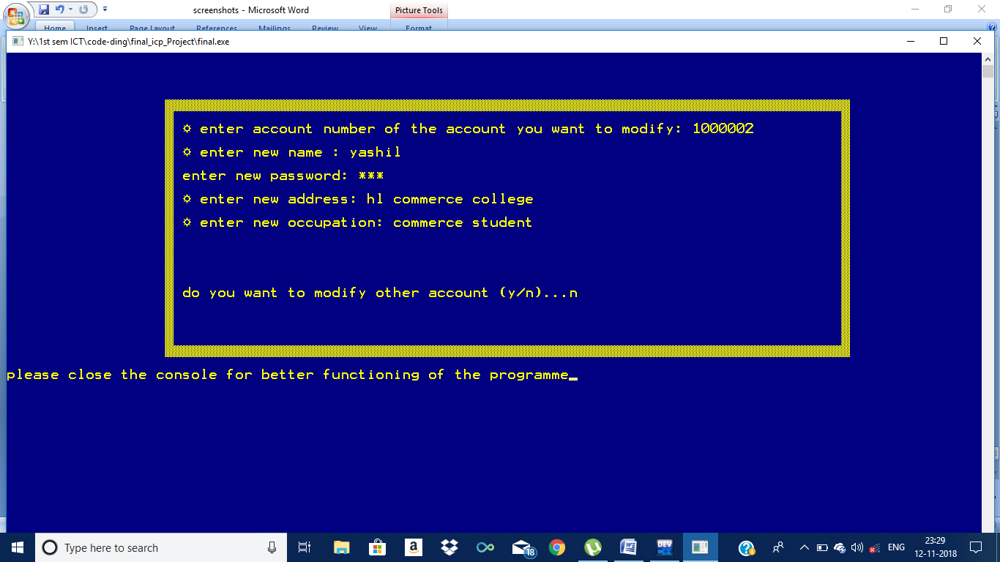 screenshots - Microsoft Word
Picture Tools
Home Insert Page Layout References Mailings Review View Format
Y:\1st sem ICT\code-ding\final_icp_Project\final.exe
☼ enter account number of the account you want to modify: 1000002
☼ enter new name : yashil
enter new password: ***
☼ enter new address: hl commerce college
☼ enter new occupation: commerce student
do you want to modify other account (y/n)...n
please close the console for better functioning of the programme
Type here to search
a
18
W
DEV
ENG
23:29
12-11-2018